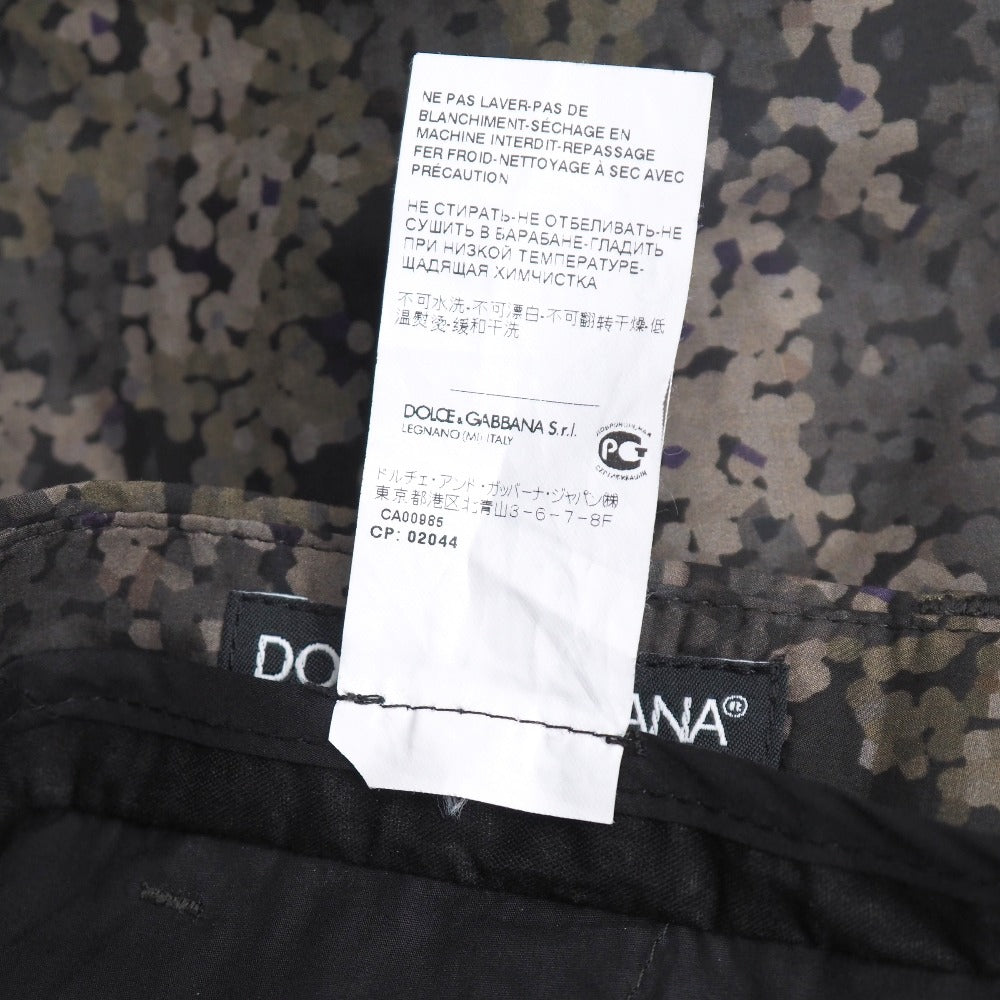 NE PAS LAVER-PAS DE
BLANCHIMENT-SÉCHAGE EN
MACHINE INTERDIT-REPASSAGE
FER FROID-NETTOYAGE À SEC AVEC
PRÉCAUTION
НЕ СТИРАТЬ-НЕ ОТБЕЛИВАТЬ-НЕ
СУШИТЬ В БАРАБАНЕ-ГЛАДИТЬ
ПРИ НИЗКОЙ ТЕМПЕРАТУРЕ-
ЩАДЯЩАЯ ХИМЧИСТКА
不可水洗-不可漂白-不可翻转干燥-低
温熨烫-缓和干洗
DOLCE & GABBANA S.r.l.
LEGNANO (MI) ITALY
РСТ
ドルチェ・アンド・ガッバーナ・ジャパン㈱
東京都港区北青山3-6-7-8F
CA00985
CP: 02044
DO
ANA®